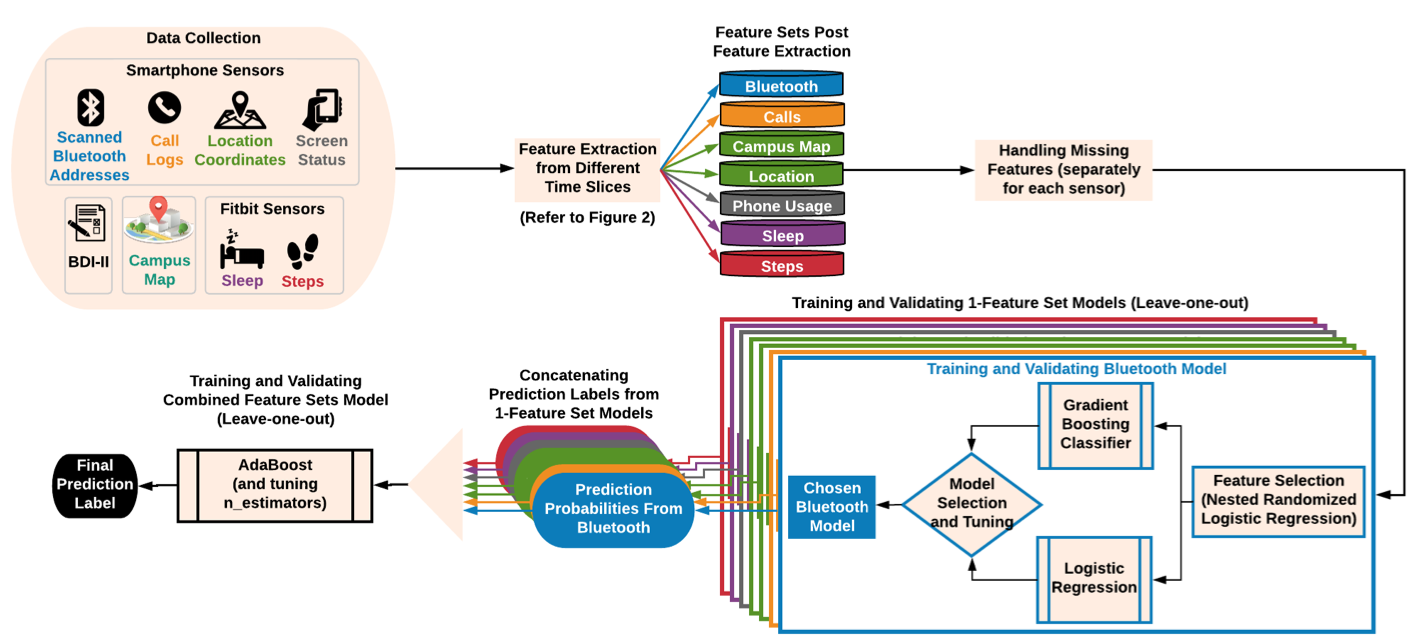 Data Collection
Smartphone Sensors
Scanned
Bluetooth
Addresses
Call
Logs
Location
Coordinates
Screen
Status
BDI-II
Campus
Map
Fitbit Sensors
Sleep
Steps
Feature Extraction
from Different
Time Slices
(Refer to Figure 2)
Feature Sets Post
Feature Extraction
Bluetooth
Calls
Campus Map
Location
Phone Usage
Sleep
Steps
Handling Missing
Features (separately
for each sensor)
Training and Validating 1-Feature Set Models (Leave-one-out)
Training and Validating Bluetooth Model
Feature Selection
(Nested Randomized
Logistic Regression)
Gradient
Boosting
Classifier
Logistic
Regression
Model
Selection
and Tuning
Chosen
Bluetooth
Model
Concatenating
Prediction Labels from
1-Feature Set Models
Prediction
Probabilities From
Bluetooth
Training and Validating
Combined Feature Sets Model
(Leave-one-out)
AdaBoost
(and tuning
n_estimators)
Final
Prediction
Label